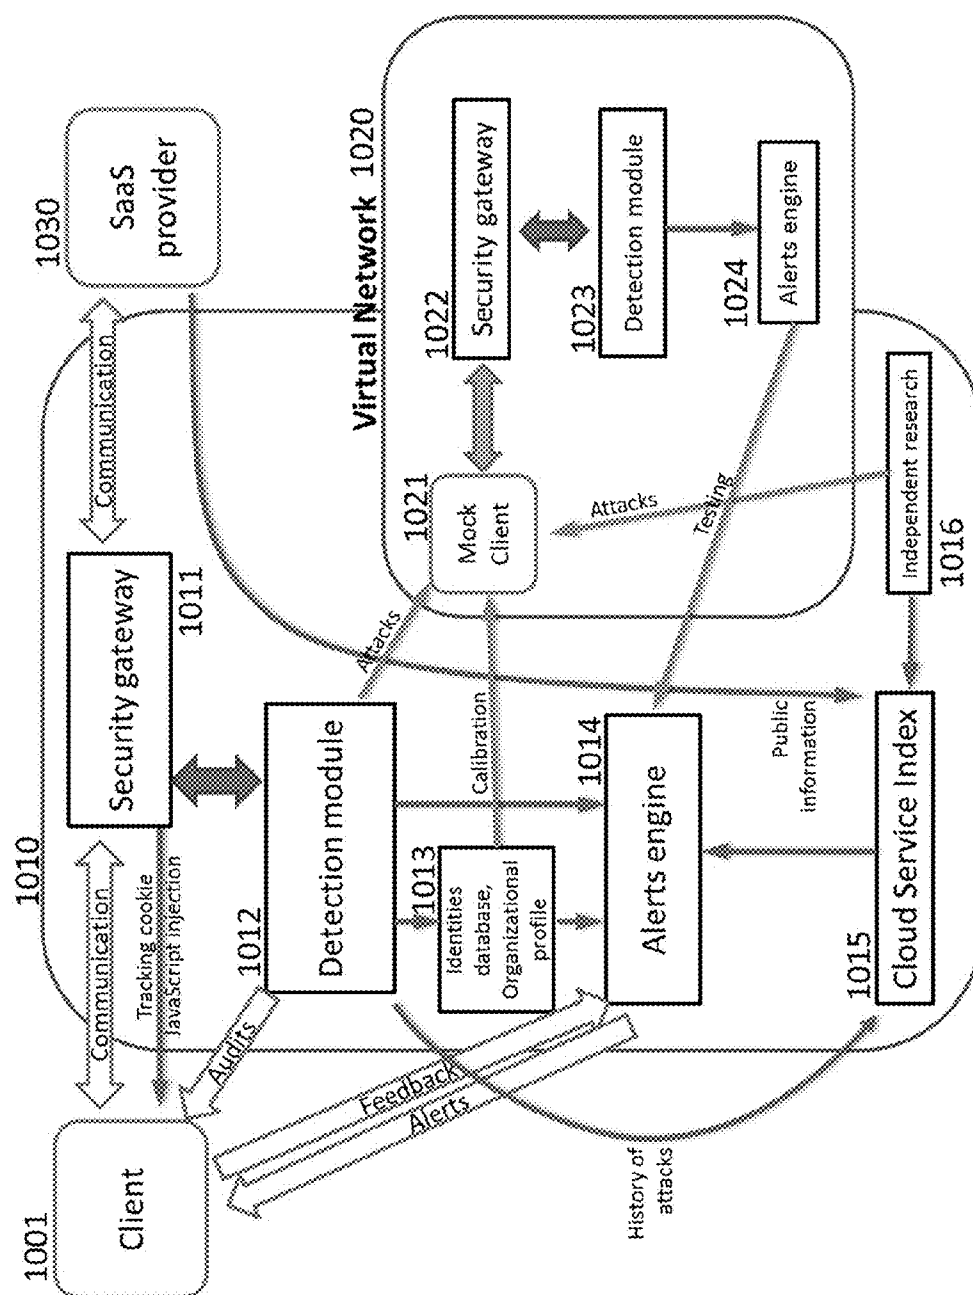 1001
Client
Communication
Tracking cookie
JavaScript injection
1010
Security gateway
1011
Communication
1030
SaaS
provider
Audits
1012
Detection module
Attacks
Virtual Network 1020
1021
Mock
Client
1022
Security gateway
1023
Detection module
1024
Alerts engine
1013
Identities
database,
Organizational
profile
Calibration
Attacks
Testing
Feedback
Alerts
1014
Alerts engine
History of
attacks
Public
information
1015
Cloud Service Index
Independent research
1016